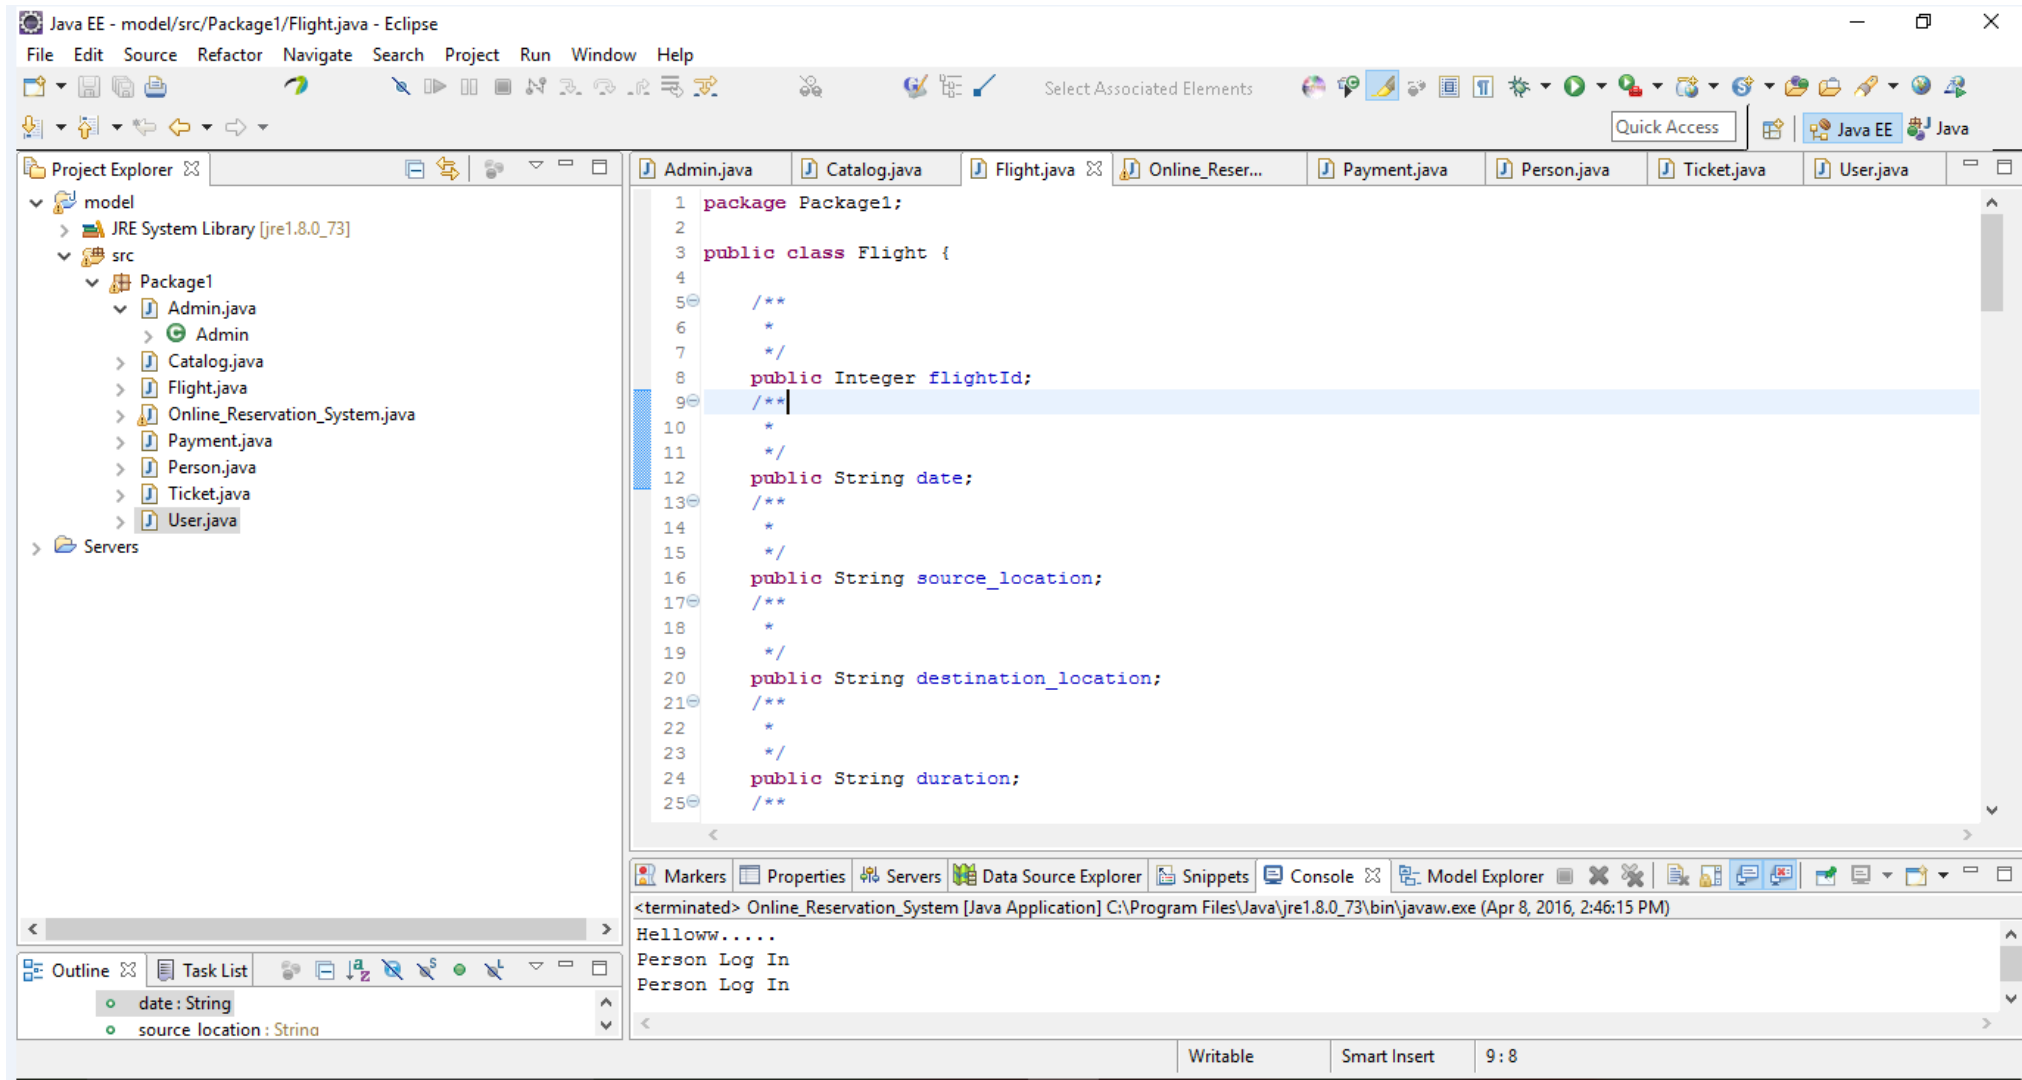 Java EE - model/src/Package1/Flight.java - Eclipse
File Edit Source Refactor Navigate Search Project Run Window Help
Select Associated Elements
Quick Access Java EE Java
Project Explorer
model
JRE System Library [jre1.8.0_73]
src
Package1
Admin.java
Admin
Catalog.java
Flight.java
Online_Reservation_System.java
Payment.java
Person.java
Ticket.java
User.java
Servers
Outline Task List
date : String
source_location : String
Admin.java Catalog.java Flight.java Online_Reser... Payment.java Person.java Ticket.java User.java
1 package Package1;
2
3 public class Flight {
4
5 /**
6 *
7 */
8 public Integer flightId;
9 /**
10 *
11 */
12 public String date;
13 /**
14 *
15 */
16 public String source_location;
17 /**
18 *
19 */
20 public String destination_location;
21 /**
22 *
23 */
24 public String duration;
25 /**
Markers Properties Servers Data Source Explorer Snippets Console Model Explorer
<terminated> Online_Reservation_System [Java Application] C:\Program Files\Java\jre1.8.0_73\bin\javaw.exe (Apr 8, 2016, 2:46:15 PM)
Helloww.....
Person Log In
Person Log In
Writable Smart Insert 9 : 8